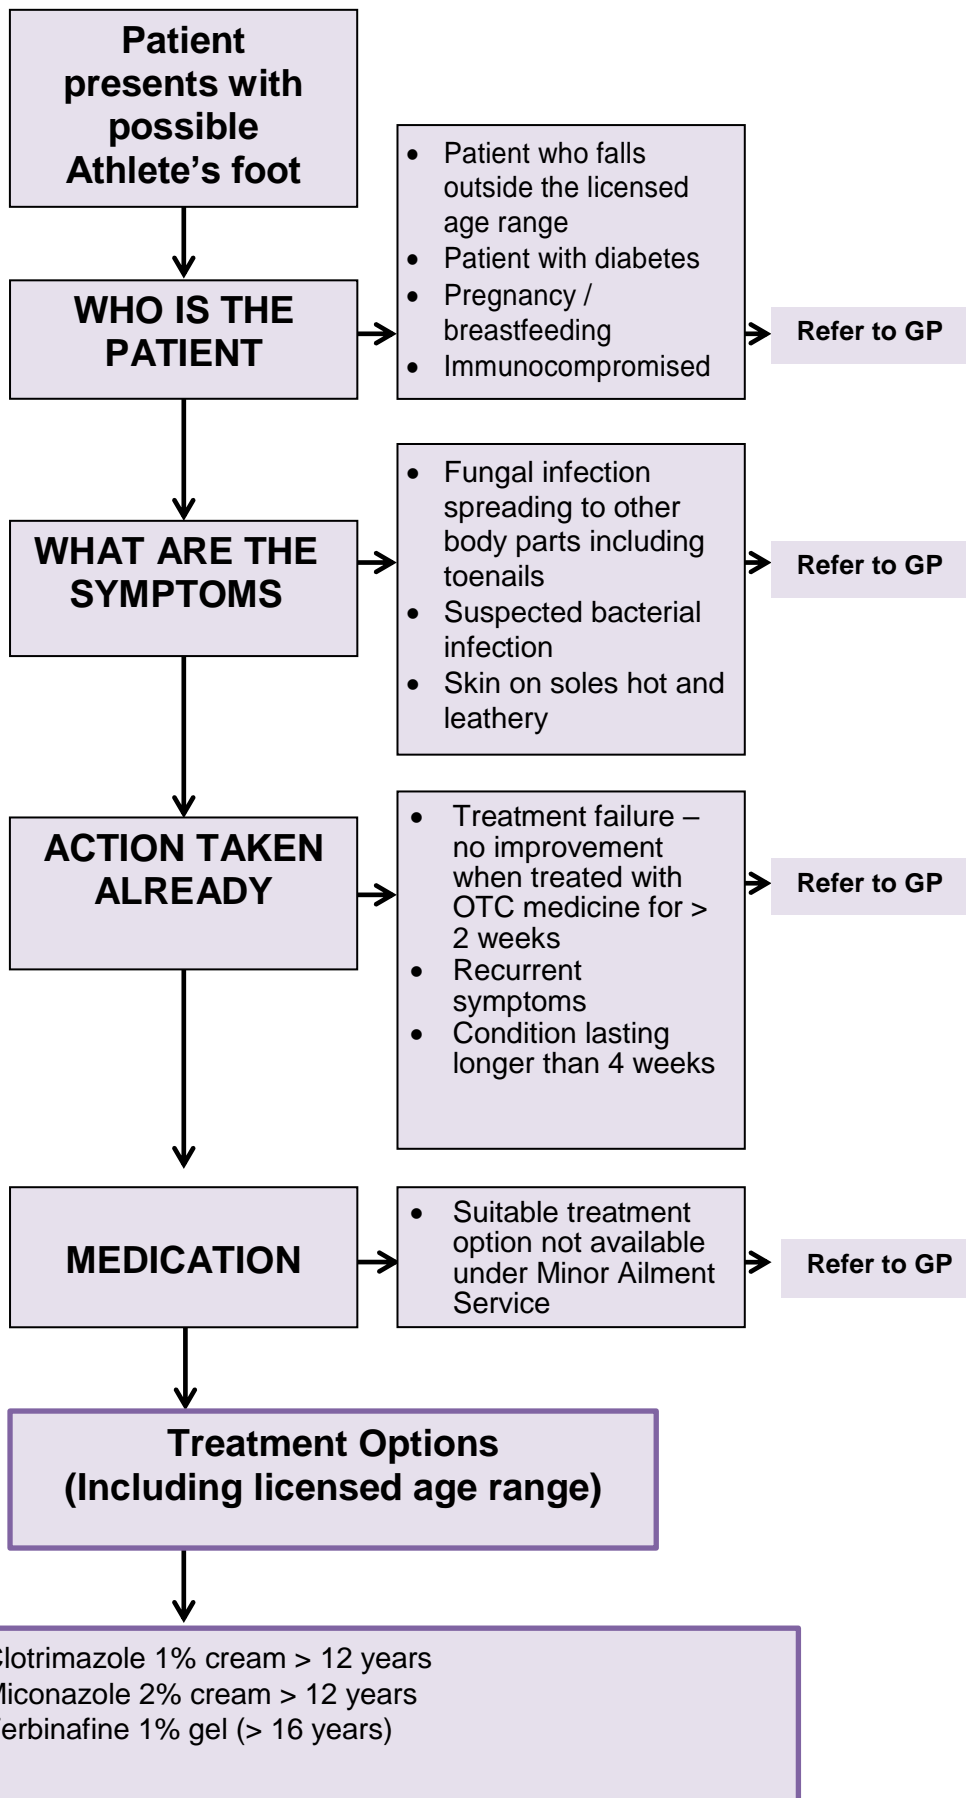 Patient
presents with
possible
Athlete’s foot
• Patient who falls
outside the licensed
age range
• Patient with diabetes
• Pregnancy /
breastfeeding
• Immunocompromised
WHO IS THE
PATIENT
Refer to GP
• Fungal infection
spreading to other
body parts including
toenails
• Suspected bacterial
infection
• Skin on soles hot and
leathery
WHAT ARE THE
SYMPTOMS
Refer to GP
ACTION TAKEN
ALREADY
• Treatment failure –
no improvement
when treated with
OTC medicine for >
2 weeks
• Recurrent
symptoms
• Condition lasting
longer than 4 weeks
Refer to GP
MEDICATION
• Suitable treatment
option not available
under Minor Ailment
Service
Refer to GP
Treatment Options
(Including licensed age range)
Clotrimazole 1% cream > 12 years
Miconazole 2% cream > 12 years
Terbinafine 1% gel (> 16 years)